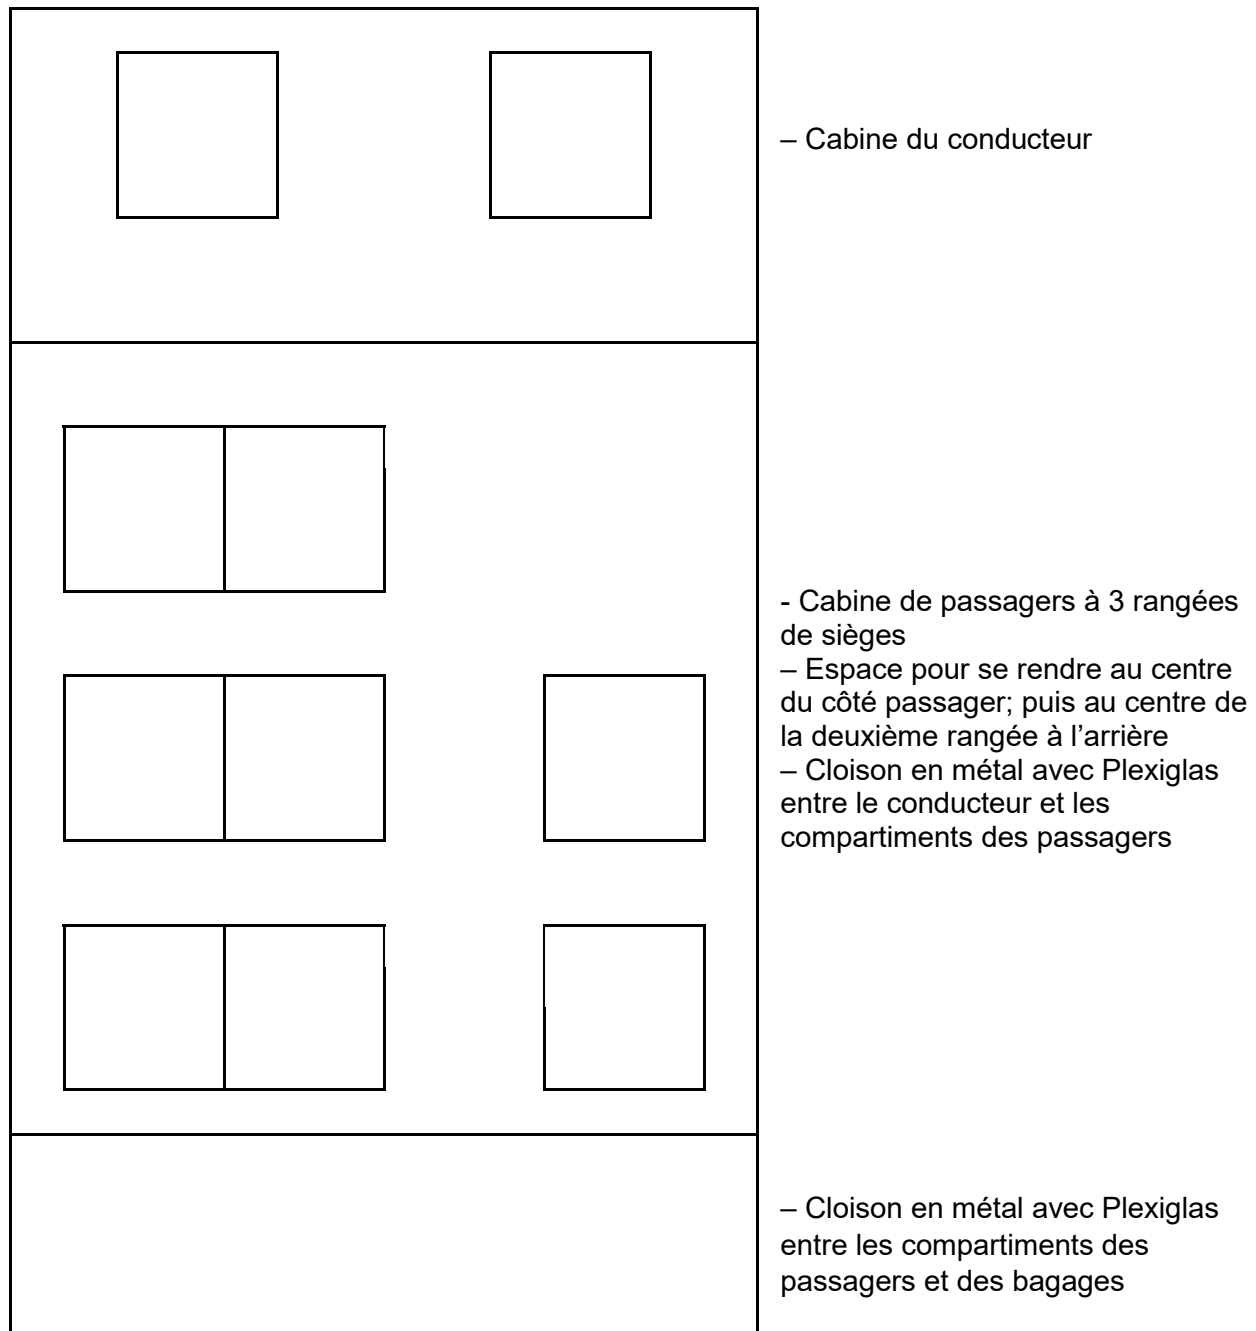 – Cabine du conducteur
- Cabine de passagers à 3 rangées
de sièges
– Espace pour se rendre au centre
du côté passager; puis au centre de
la deuxième rangée à l’arrière
– Cloison en métal avec Plexiglas
entre le conducteur et les
compartiments des passagers
– Cloison en métal avec Plexiglas
entre les compartiments des
passagers et des bagages